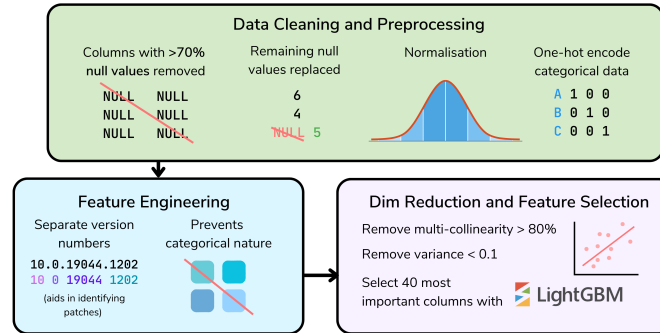 Data Cleaning and Preprocessing
Columns with >70%
null values removed
NULL NULL
NULL NULL
NULL NULL
Remaining null
values replaced
6
4
NULL 5
Normalisation
One-hot encode
categorical data
A 1 0 0
B 0 1 0
C 0 0 1
Feature Engineering
Separate version
numbers
10.0.19044.1202
10 0 19044 1202
(aids in identifying
patches)
Prevents
categorical nature
Dim Reduction and Feature Selection
Remove multi-collinearity > 80%
Remove variance < 0.1
Select 40 most
important columns with
LightGBM